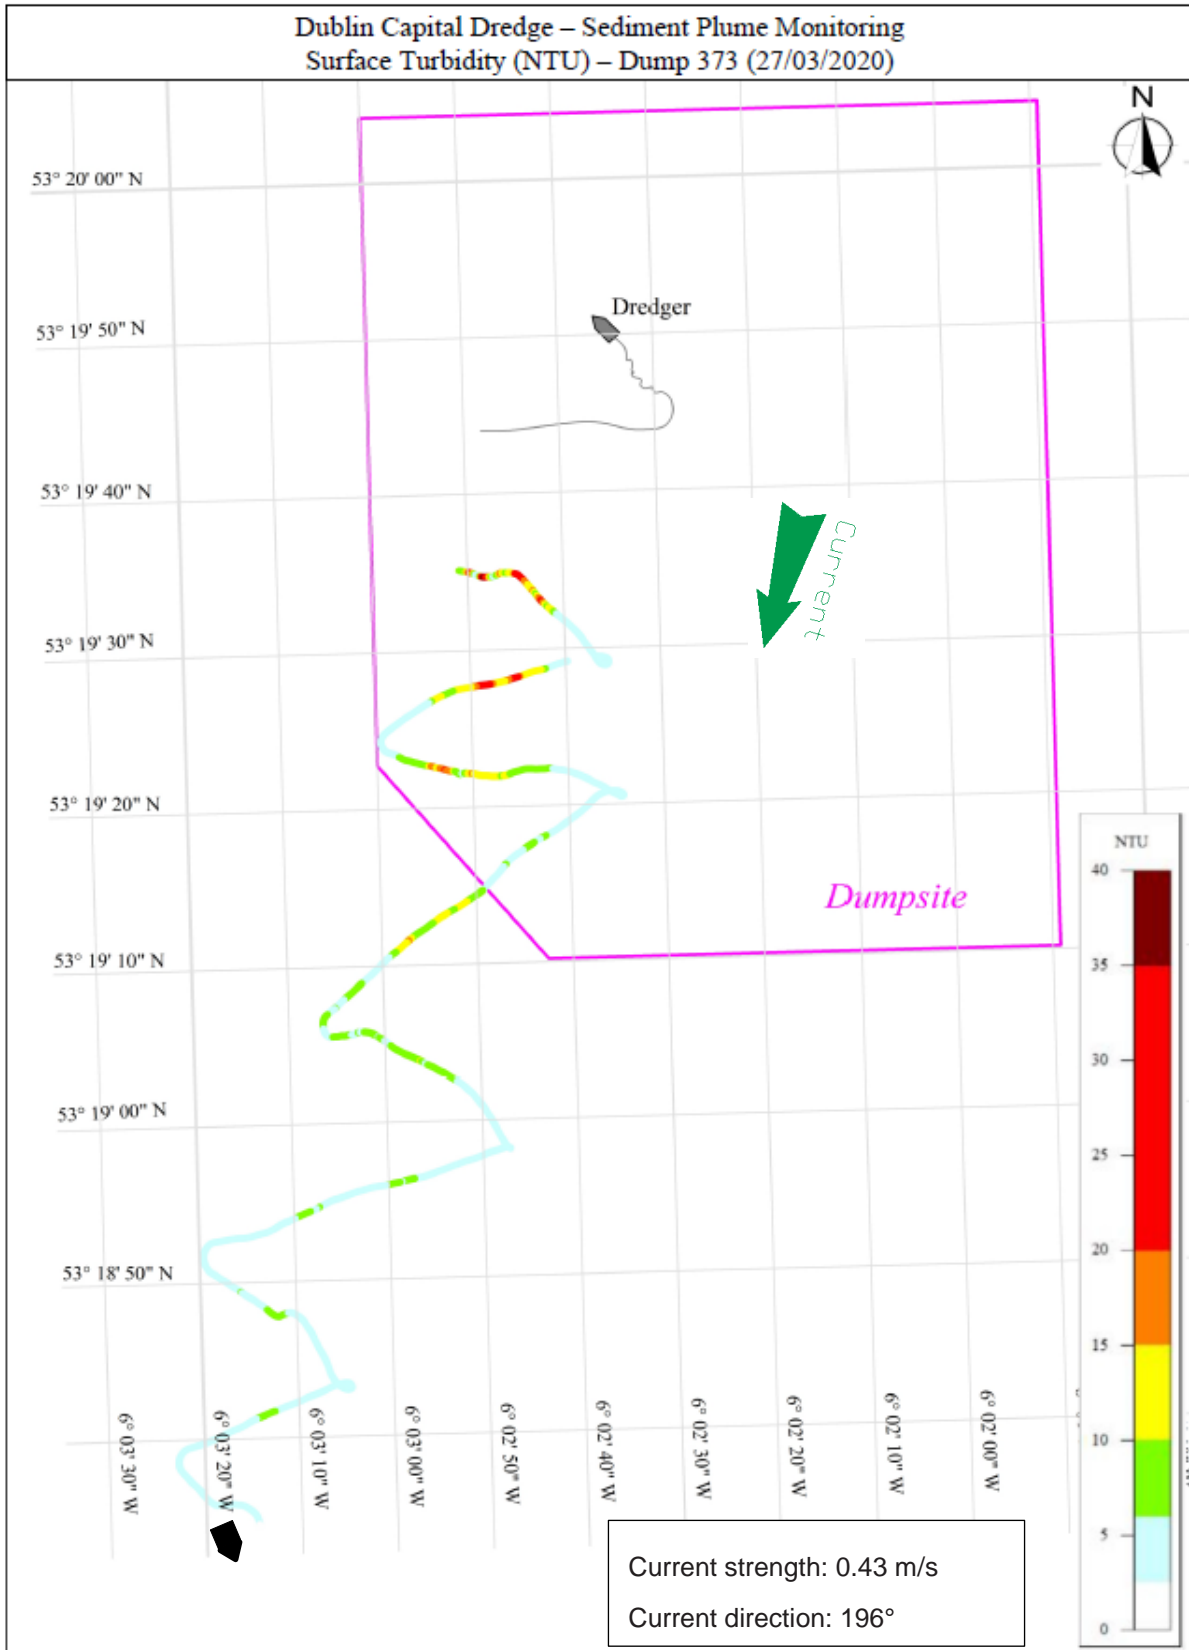 Dublin Capital Dredge – Sediment Plume Monitoring
Surface Turbidity (NTU) – Dump 373 (27/03/2020)
N
53° 20' 00" N
Dredger
53° 19' 50" N
53° 19' 40" N
Current
53° 19' 30" N
53° 19' 20" N
NTU
40
Dumpsite
53° 19' 10" N
35
30
53° 19' 00" N
25
20
53° 18' 50" N
15
10
5
0
6° 03' 30" W
6° 03' 20" W
6° 03' 10" W
6° 03' 00" W
6° 02' 50" W
6° 02' 40" W
6° 02' 30" W
6° 02' 20" W
6° 02' 10" W
6° 02' 00" W
Current strength: 0.43 m/s
Current direction: 196°